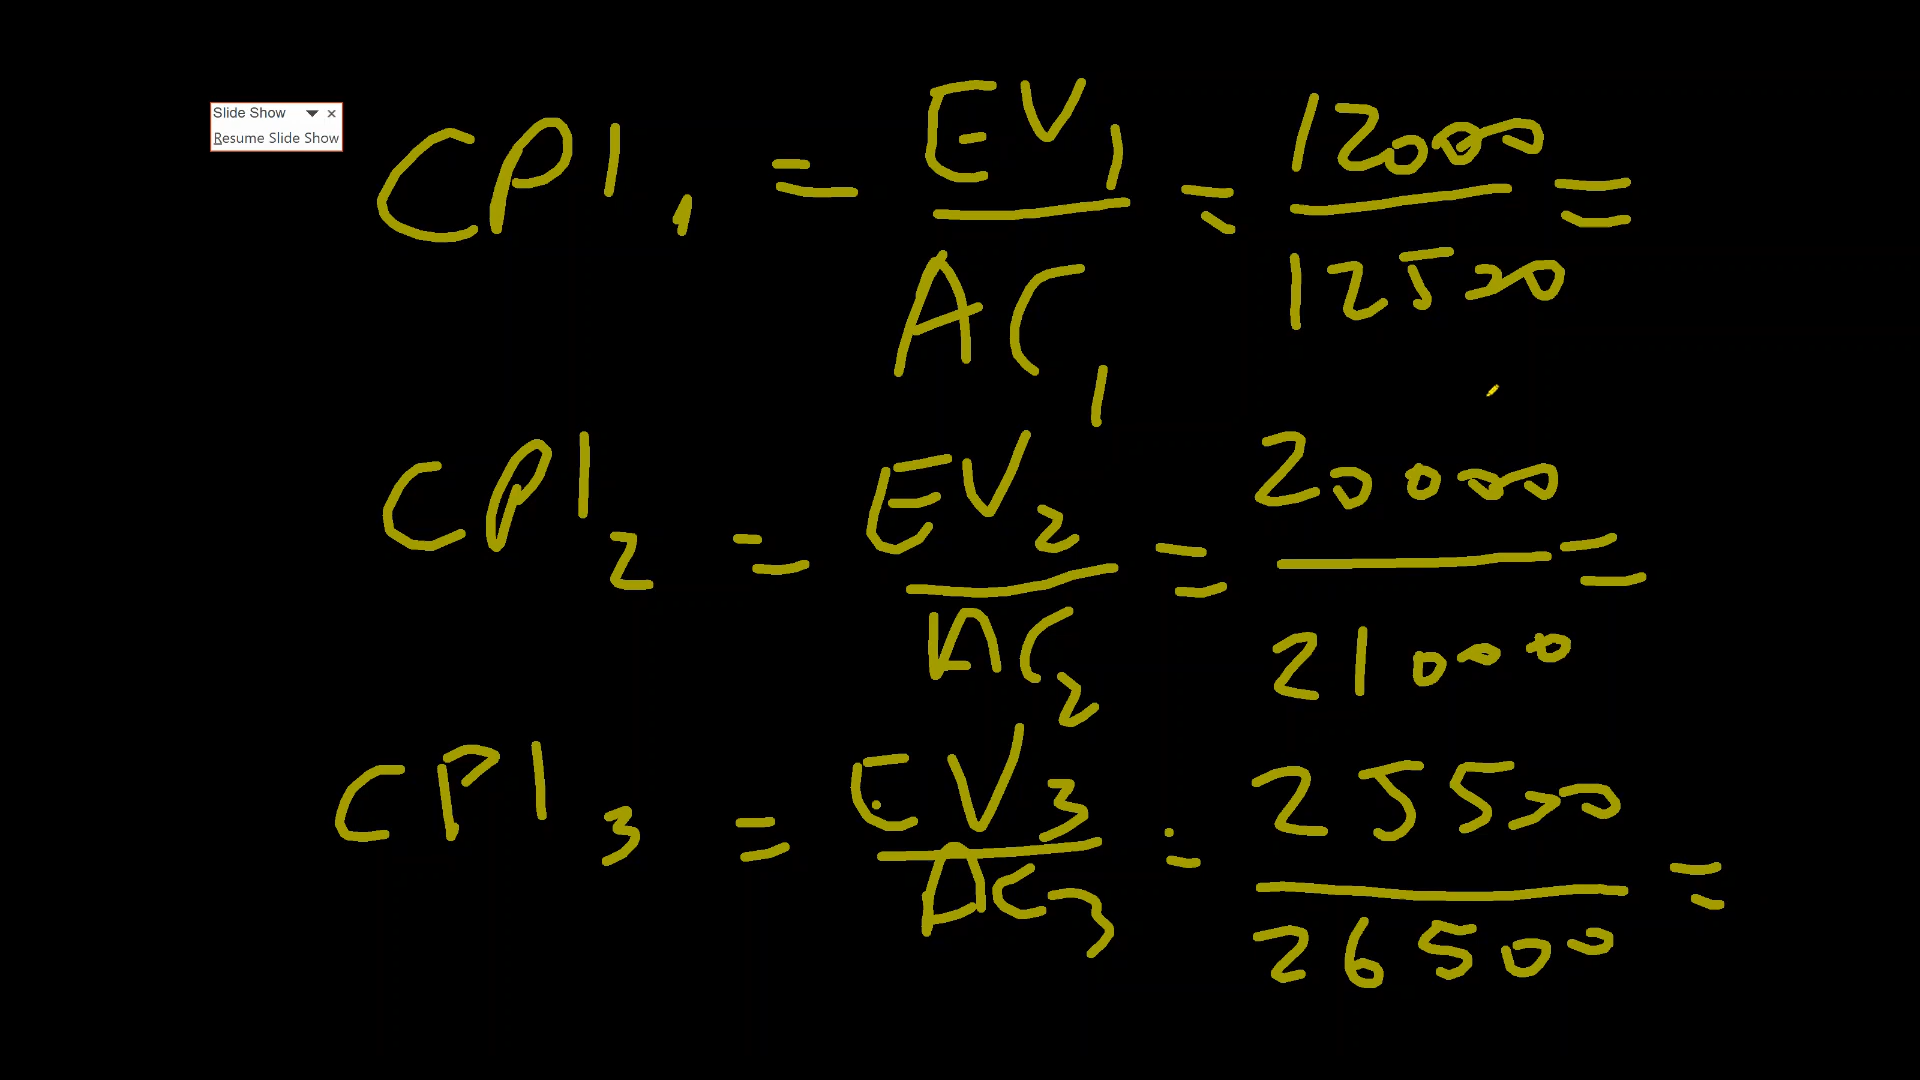 Slide Show
Resume Slide Show
CPI1 = EV1 / AC1 = 12000 / 12500 =
CPI2 = EV2 / AC2 = 20000 / 21000 =
CPI3 = EV3 / AC3 = 25500 / 26500 =